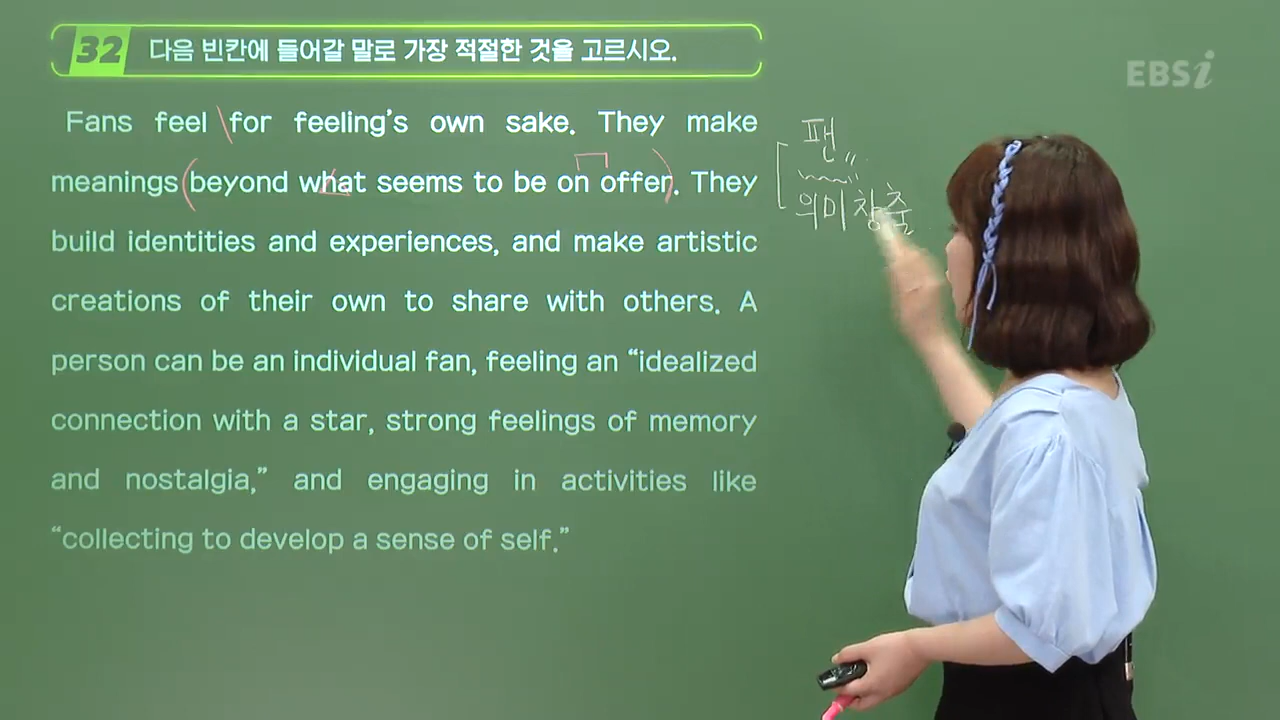 32 다음 빈칸에 들어갈 말로 가장 적절한 것을 고르시오.
EBSi
Fans feel for feeling's own sake. They make
meanings (beyond what seems to be on offer). They
build identities and experiences, and make artistic
creations of their own to share with others. A
person can be an individual fan, feeling an “idealized
connection with a star, strong feelings of memory
and nostalgia,” and engaging in activities like
“collecting to develop a sense of self.”
팬
의미 창출